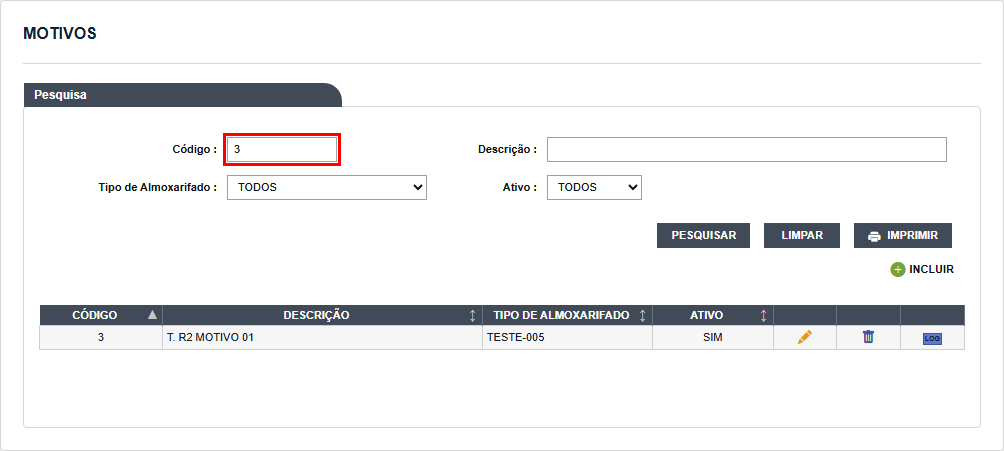 MOTIVOS
Pesquisa
Código : 3 Descrição :
Tipo de Almoxarifado : TODOS Ativo : TODOS
PESQUISAR LIMPAR IMPRIMIR
INCLUIR
CÓDIGO DESCRIÇÃO TIPO DE ALMOXARIFADO ATIVO
3 T. R2 MOTIVO 01 TESTE-005 SIM LOG